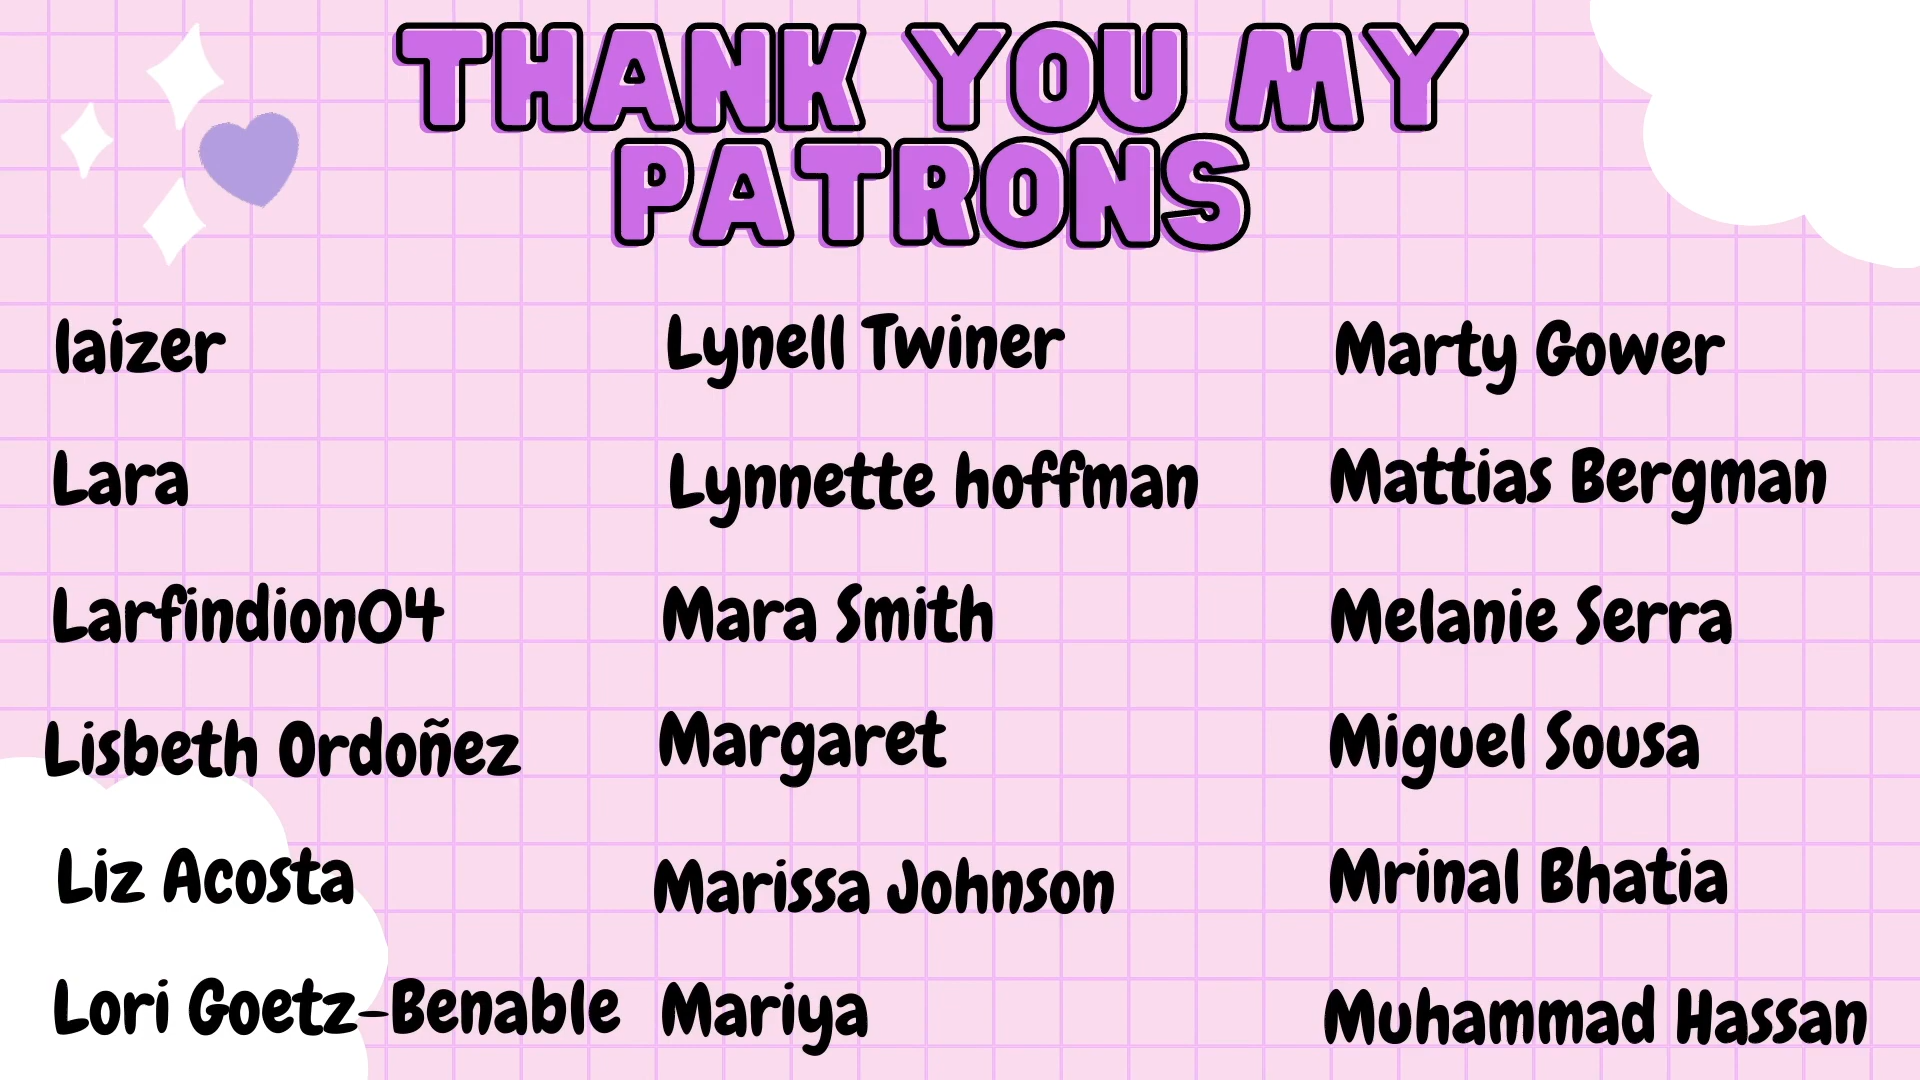 THANK YOU MY
PATRONS
laizer
Lara
Larfindion04
Lisbeth Ordoñez
Liz Acosta
Lori Goetz-Benable
Lynell Twiner
Lynnette hoffman
Mara Smith
Margaret
Marissa Johnson
Mariya
Marty Gower
Mattias Bergman
Melanie Serra
Miguel Sousa
Mrinal Bhatia
Muhammad Hassan